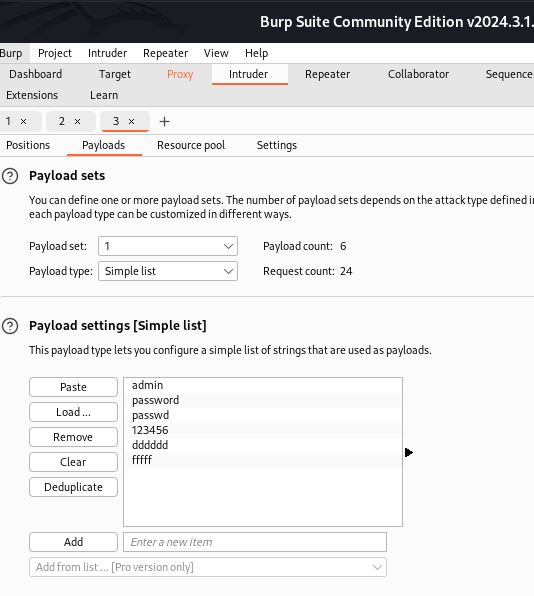 Burp Suite Community Edition v2024.3.1.
Burp Project Intruder Repeater View Help
Dashboard Target Proxy Intruder Repeater Collaborator Sequence
Extensions Learn
1 × 2 × 3 × +
Positions Payloads Resource pool Settings
? Payload sets
You can define one or more payload sets. The number of payload sets depends on the attack type defined i
each payload type can be customized in different ways.
Payload set: 1 Payload count: 6
Payload type: Simple list Request count: 24
? Payload settings [Simple list]
This payload type lets you configure a simple list of strings that are used as payloads.
Paste admin
password
Load ... passwd
Remove 123456
dddddd
Clear fffff
Deduplicate
Add Enter a new item
Add from list ... [Pro version only]